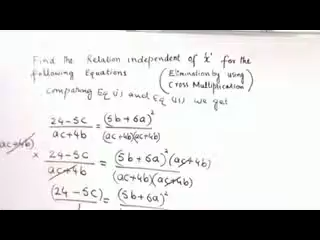 Find the Relation independent of 'x' for the
following Equations (Elimination by using
Cross Multiplication)
Comparing Eq (i) and Eq (ii) we get
24-5c / ac+4b = (5b+6a)² / (ac+4b)(ac+4b)
ac+4b) × 24-5c / ac+4b = (5b+6a)² (ac+4b) / (ac+4b)(ac+4b)
(24-5c) / 1 = (5b+6a)²